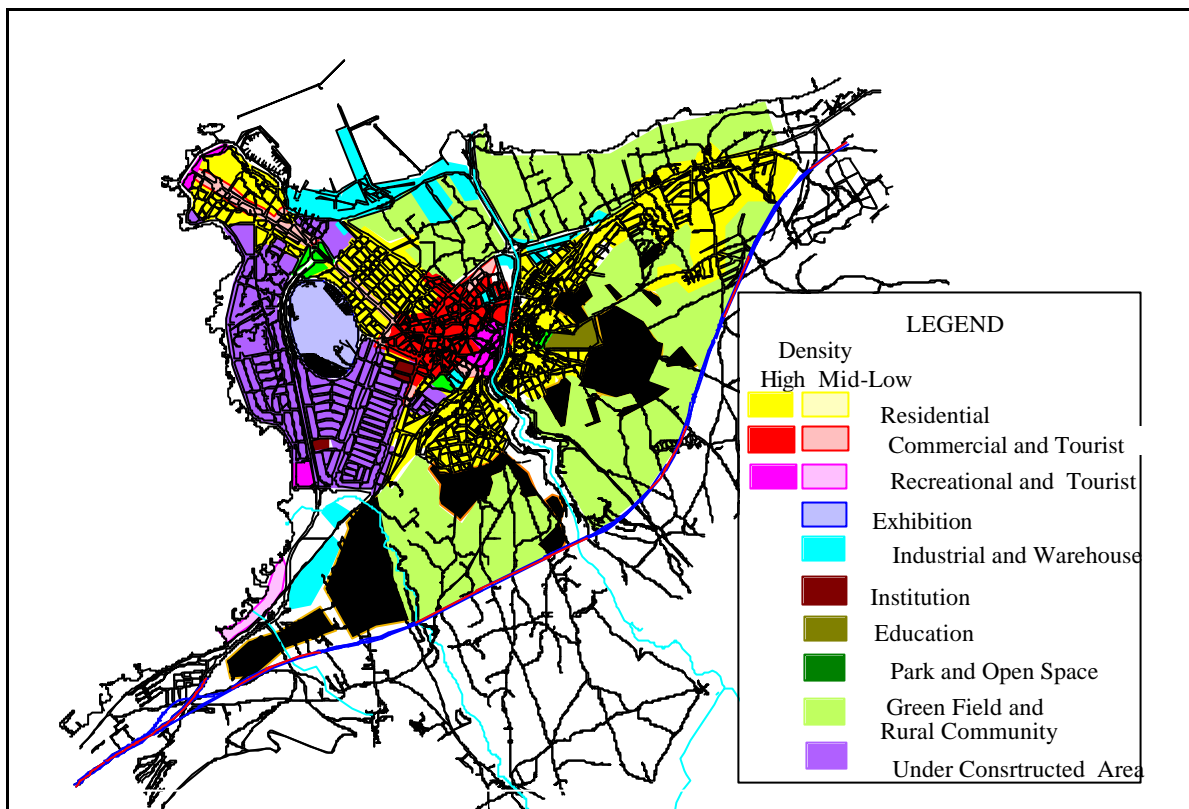 LEGEND
Density
High Mid-Low
Residential
Commercial and Tourist
Recreational and Tourist
Exhibition
Industrial and Warehouse
Institution
Education
Park and Open Space
Green Field and
Rural Community
Under Consrtructed Area